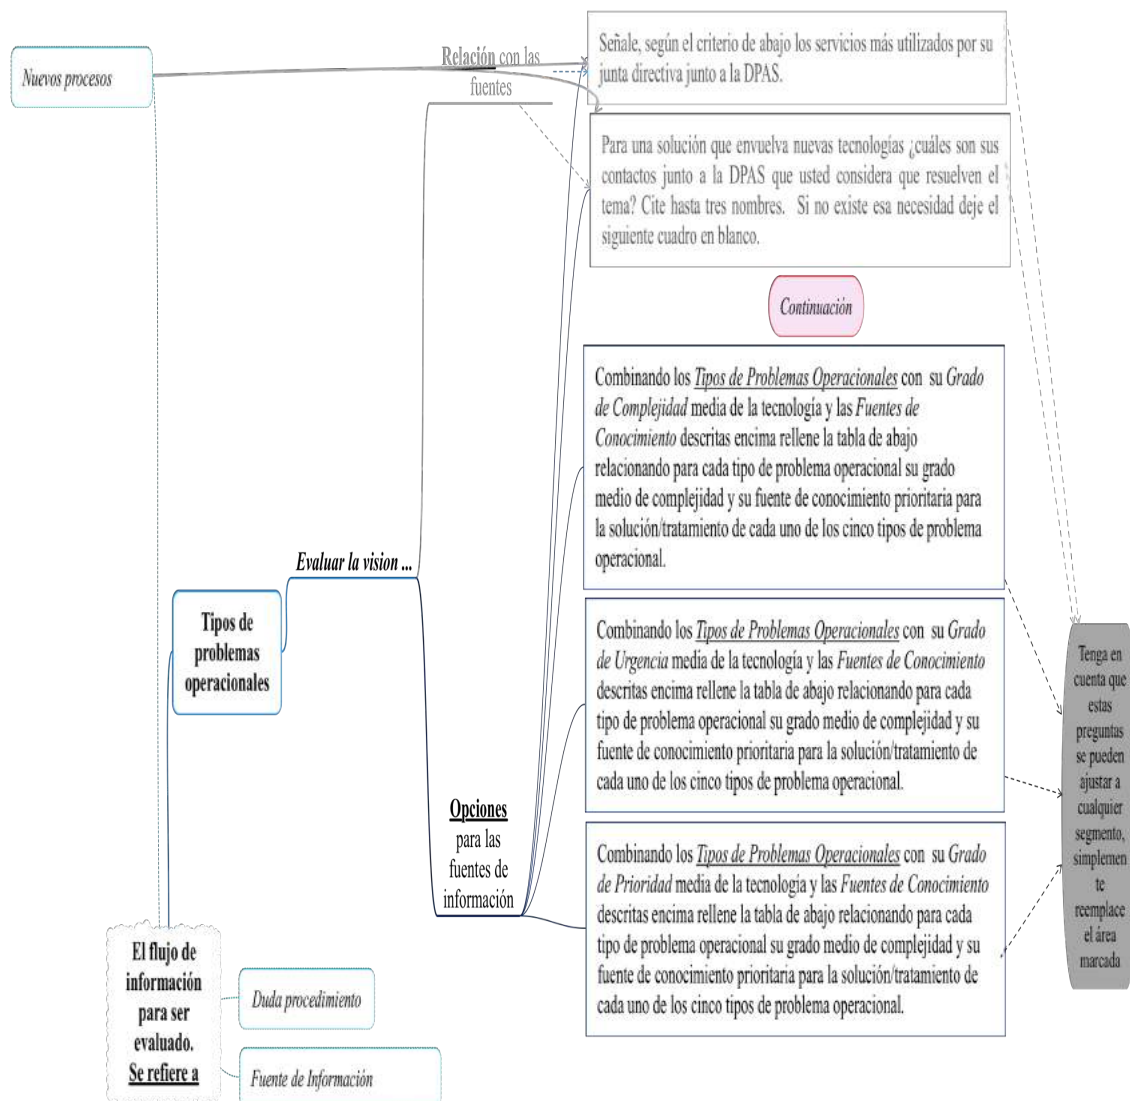 Nuevos procesos
Relación con las
fuentes
Señale, según el criterio de abajo los servicios más utilizados por su
junta directiva junto a la DPAS.
Para una solución que envuelva nuevas tecnologías ¿cuáles son sus
contactos junto a la DPAS que usted considera que resuelven el
tema? Cite hasta tres nombres. Si no existe esa necesidad deje el
siguiente cuadro en blanco.
Continuación
Combinando los Tipos de Problemas Operacionales con su Grado
de Complejidad media de la tecnología y las Fuentes de
Conocimiento descritas encima rellene la tabla de abajo
relacionando para cada tipo de problema operacional su grado
medio de complejidad y su fuente de conocimiento prioritaria para
la solución/tratamiento de cada uno de los cinco tipos de problema
operacional.
Evaluar la vision ...
Tipos de
problemas
operacionales
Combinando los Tipos de Problemas Operacionales con su Grado
de Urgencia media de la tecnología y las Fuentes de Conocimiento
descritas encima rellene la tabla de abajo relacionando para cada
tipo de problema operacional su grado medio de complejidad y su
fuente de conocimiento prioritaria para la solución/tratamiento de
cada uno de los cinco tipos de problema operacional.
Opciones
para las
fuentes de
información
Combinando los Tipos de Problemas Operacionales con su Grado
de Prioridad media de la tecnología y las Fuentes de Conocimiento
descritas encima rellene la tabla de abajo relacionando para cada
tipo de problema operacional su grado medio de complejidad y su
fuente de conocimiento prioritaria para la solución/tratamiento de
cada uno de los cinco tipos de problema operacional.
Tenga en
cuenta que
estas
preguntas
se pueden
ajustar a
cualquier
segmento,
simplemen
te
reemplace
el área
marcada
El flujo de
información
para ser
evaluado.
Se refiere a
Duda procedimiento
Fuente de Información